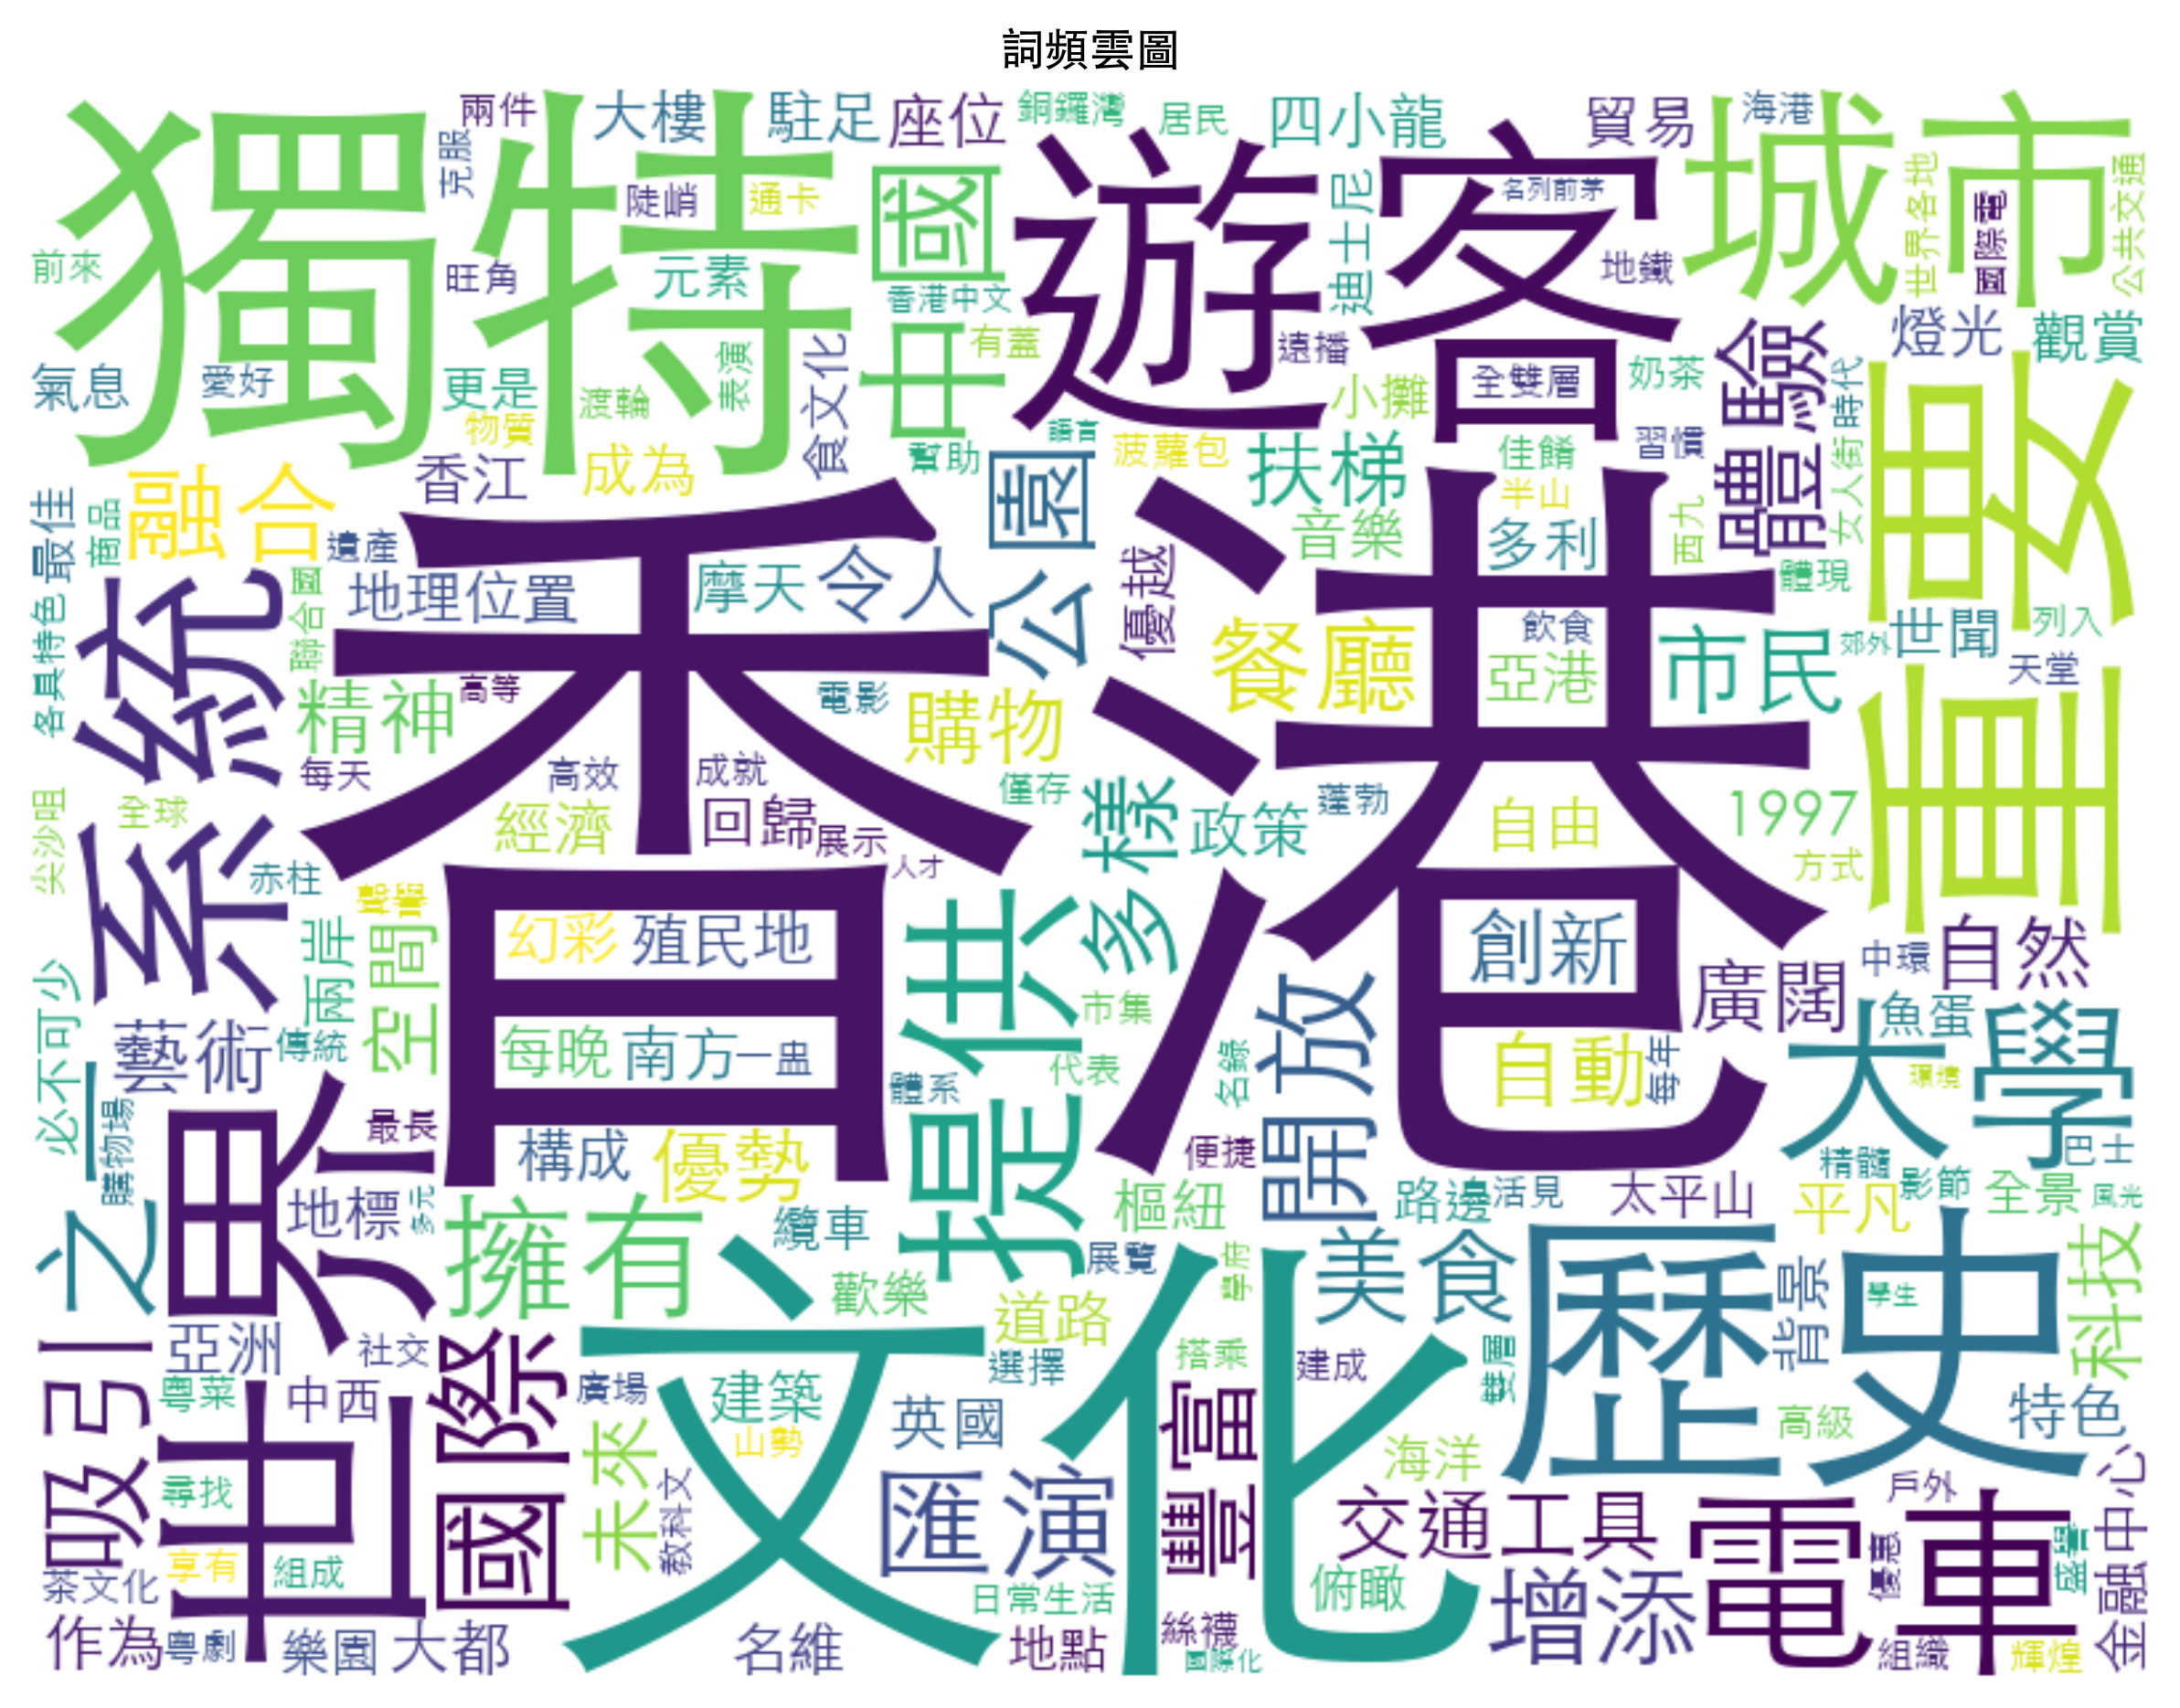 詞頻雲圖
獨特
遊客
城市
香港
文化
歷史
重要
世界
系統
電車
大學
提供
中國
國際
兩件
大樓
駐足
座位
銅鑼灣
居民
四小龍
貿易
海港
克服
陡峭
通卡
迪士尼
名列前茅
世界各地
國際電
公共交通
前來
旺角
元素
香港中文
地鐵
有蓋
遠播
燈光
觀賞
氣息
愛好
更是
渡輪
表演
食文化
小攤
全雙層
奶茶
體驗
時代
物質
語言
幫助
菠蘿包
扶梯
佳餚
習慣
女人街
融合
香江
成為
公園
半山
最佳
商品
遺產
音樂
多利
西九
體現
地理位置
摩天
令人
優越
各具特色
聯合國
飲食
世聞
列入
餐廳
亞港
市民
郊外
天堂
精神
高等
電影
購物
每天
高效
成就
僅存
蓬勃
尖沙咀
全球
經濟
回歸
展示
多樣
政策
自由
1997
方式
赤柱
人才
兩岸
空間
幻彩
殖民地
創新
中環
自然
廣闊
必不可少
藝術
傳統
每晚
南方
一盅
市集
開放
魚蛋
體系
代表
名錄
自動
每年
環境
之一
購物場
最長
構成
優勢
便捷
精髓
巴士
地標
多元
擁有
纜車
樞紐
路邊
活見
太平山
平凡
影節
全景
風光
歡樂
展覽
學府
美食
背景
學生
科技
吸引
亞洲
社交
道路
選擇
搭乘
建成
雙層
粵菜
中西
廣場
建築
英國
豐富
高級
特色
山勢
未來
海洋
尋找
教科文
匯演
交通工具
戶外
金融中心
享有
組成
茶文化
日常生活
俯瞰
增添
優惠
盛譽
作為
粵劇
樂園
大都
名維
地點
絲襪
國際化
組織
輝煌